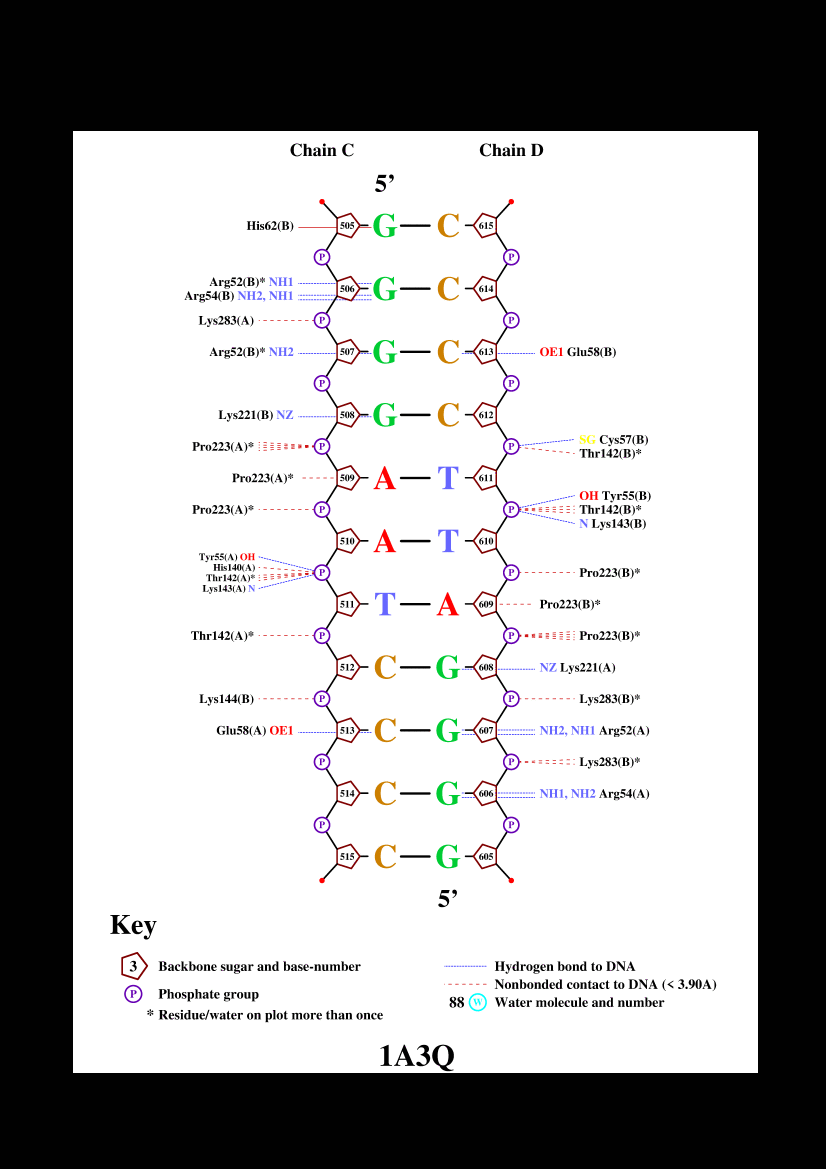 Chain C Chain D
5’
His62(B) 505 G C 615
P P
Arg52(B)* NH1
Arg54(B) NH2, NH1 506 G C 614
Lys283(A) P P
Arg52(B)* NH2 507 G C 613 OE1 Glu58(B)
P P
Lys221(B) NZ 508 G C 612
SG Cys57(B)
Pro223(A)* P P
Thr142(B)*
Pro223(A)* 509 A T 611
OH Tyr55(B)
Pro223(A)* P P Thr142(B)*
N Lys143(B)
510 A T 610
Tyr55(A) OH
His140(A)
P P Pro223(B)*
Thr142(A)*
Lys143(A) N
511 T A 609 Pro223(B)*
Thr142(A)* P P Pro223(B)*
512 C G 608 NZ Lys221(A)
Lys144(B) P P Lys283(B)*
Glu58(A) OE1 513 C G 607 NH2, NH1 Arg52(A)
P P Lys283(B)*
514 C G 606 NH1, NH2 Arg54(A)
P P
515 C G 605
5’
Key
3 Backbone sugar and base-number Hydrogen bond to DNA
Nonbonded contact to DNA (< 3.90A)
P Phosphate group
88 W Water molecule and number
* Residue/water on plot more than once
1A3Q